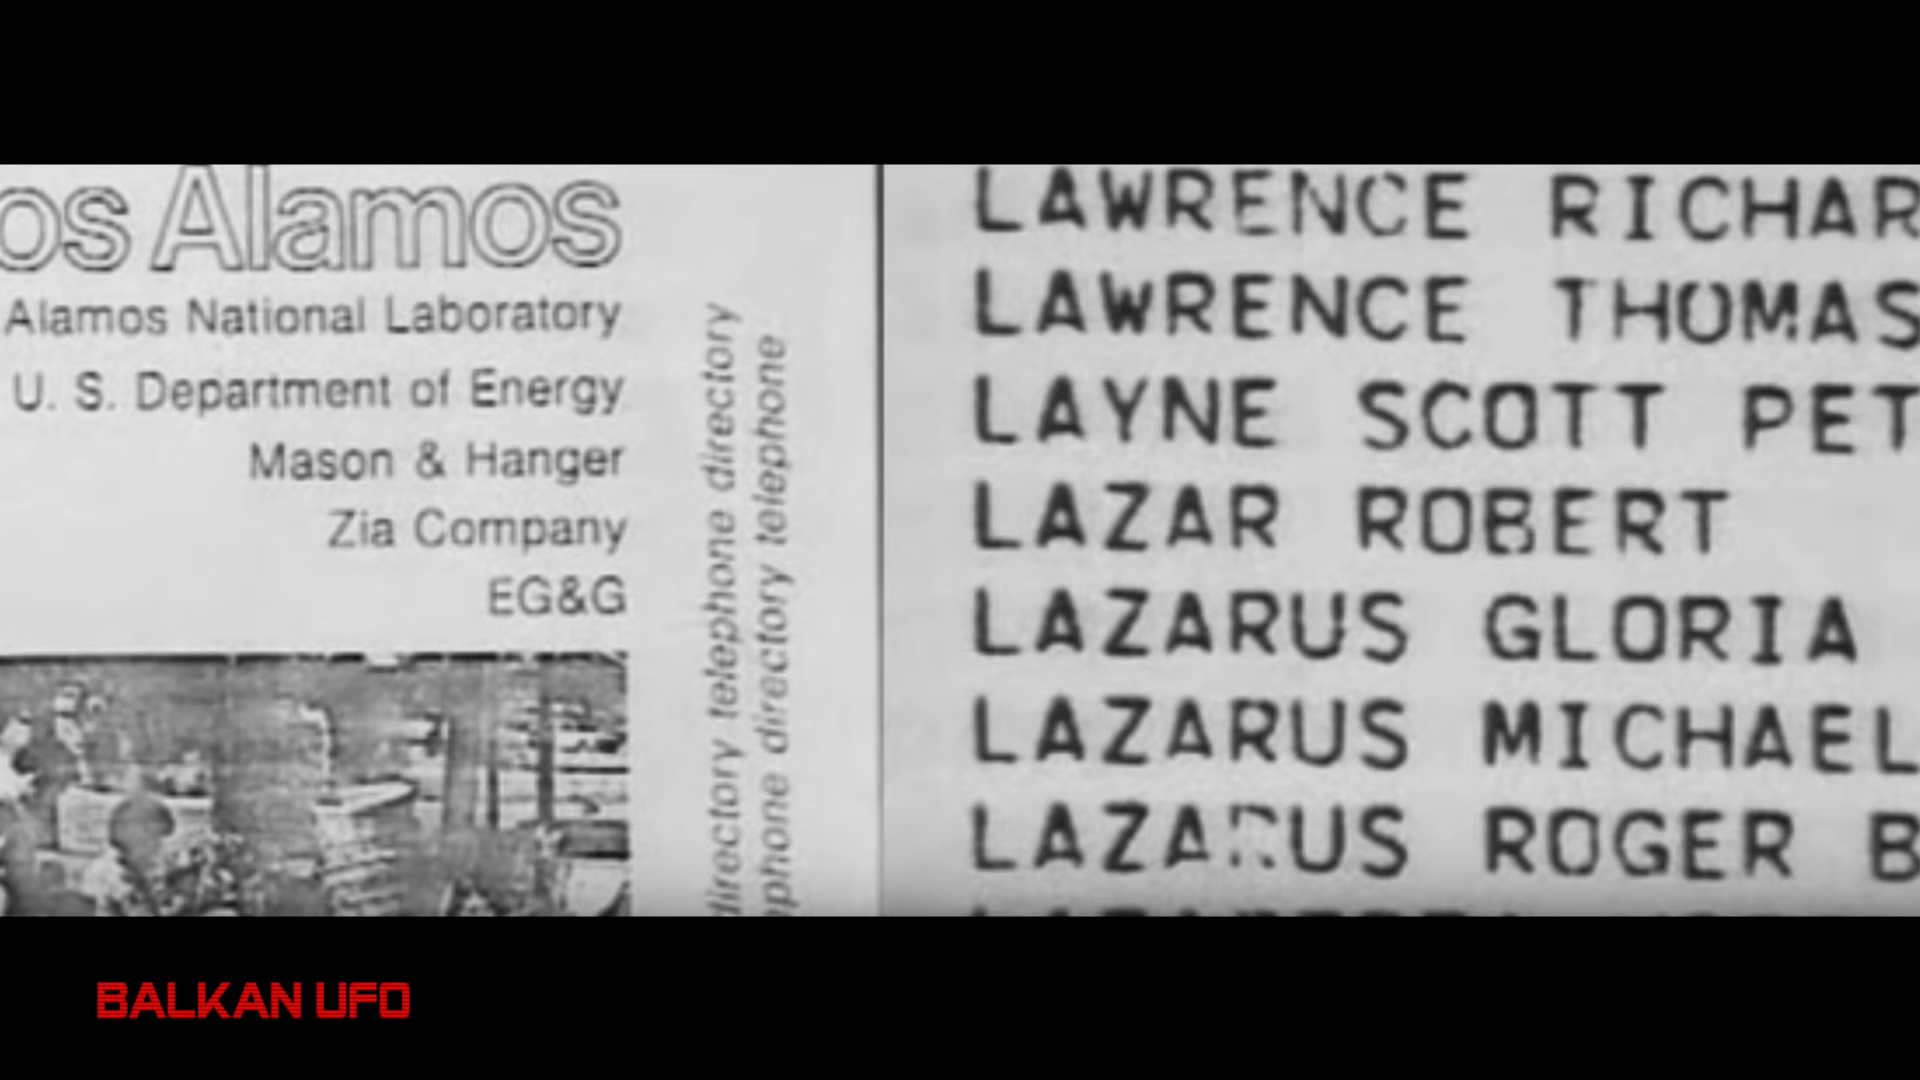 os Alamos
Alamos National Laboratory
U. S. Department of Energy
Mason & Hanger
Zia Company
EG&G
directory telephone directory
ephone directory telephone
LAWRENCE RICHAR
LAWRENCE THOMAS
LAYNE SCOTT PET
LAZAR ROBERT
LAZARUS GLORIA
LAZARUS MICHAEL
LAZARUS ROGER B
BALKAN UFO